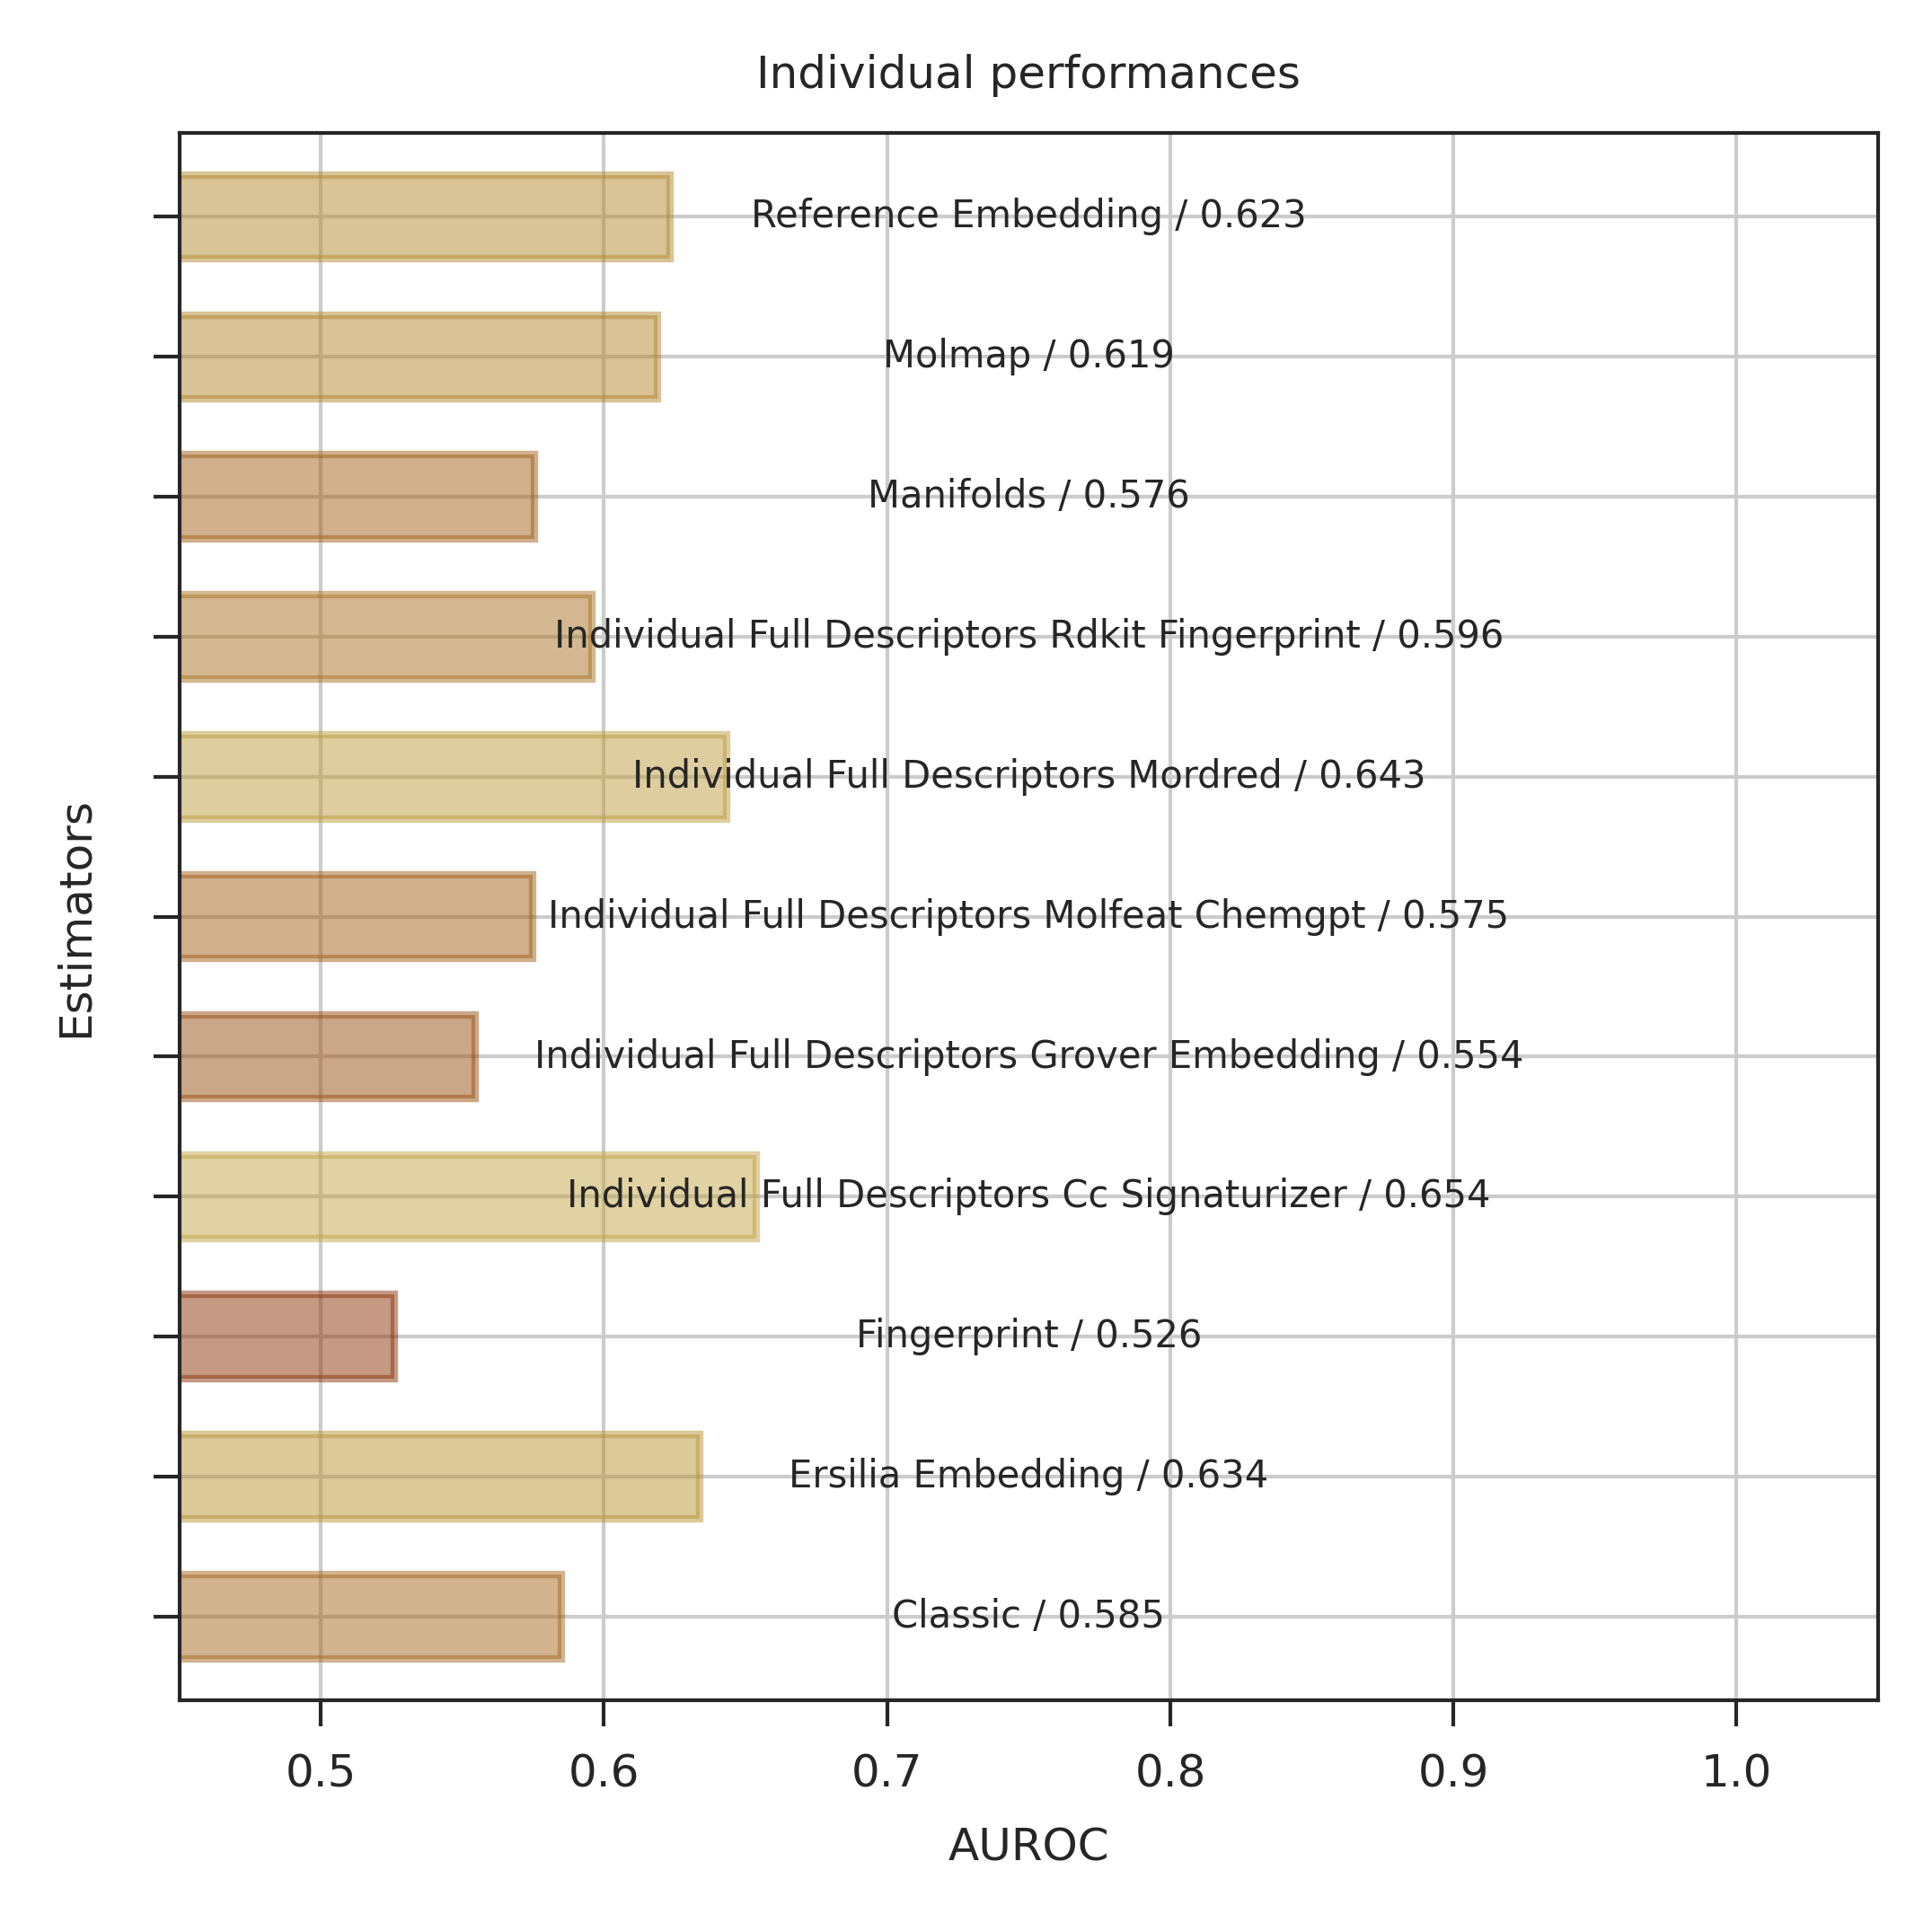 Individual performances
Reference Embedding / 0.623
Molmap / 0.619
Manifolds / 0.576
Individual Full Descriptors Rdkit Fingerprint / 0.596
Individual Full Descriptors Mordred / 0.643
Individual Full Descriptors Molfeat Chemgpt / 0.575
Individual Full Descriptors Grover Embedding / 0.554
Individual Full Descriptors Cc Signaturizer / 0.654
Fingerprint / 0.526
Ersilia Embedding / 0.634
Classic / 0.585
Estimators
0.5 0.6 0.7 0.8 0.9 1.0
AUROC